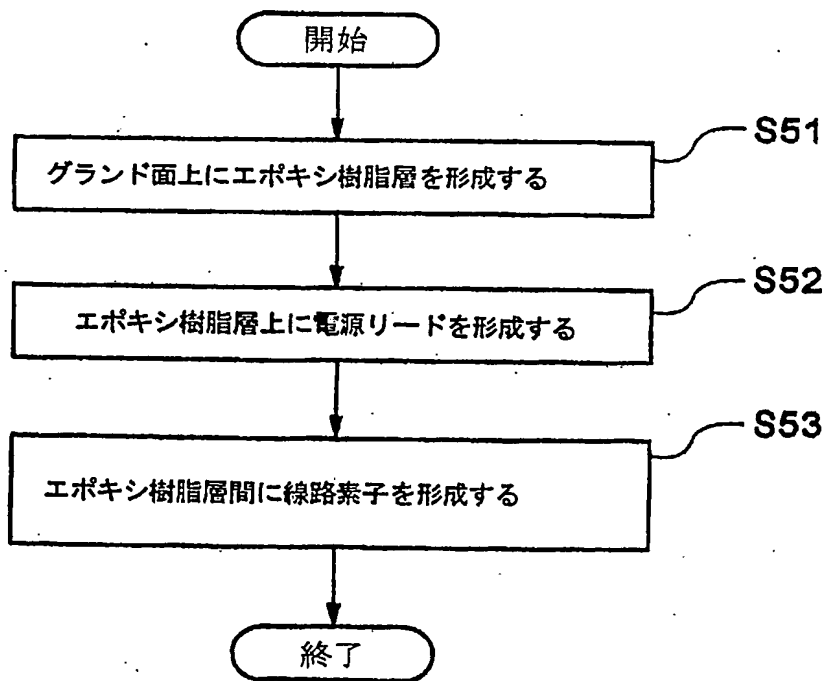 開始
S51
グランド面上にエポキシ樹脂層を形成する
S52
エポキシ樹脂層上に電源リードを形成する
S53
エポキシ樹脂層間に線路素子を形成する
終了